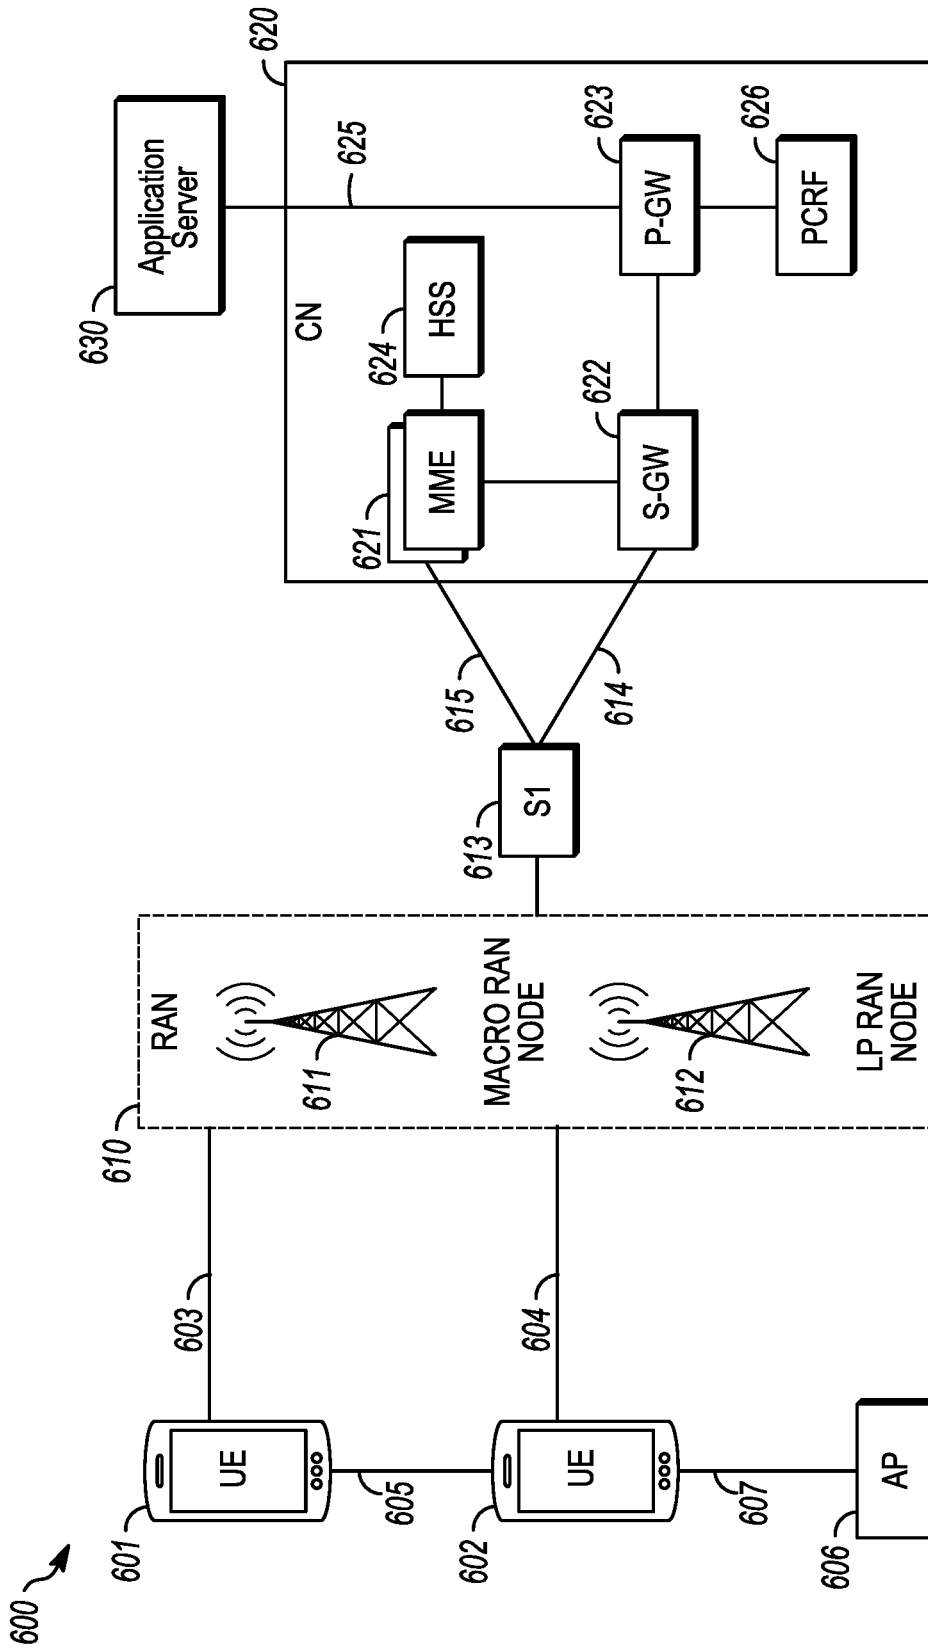 600
601
UE
603
605
602
UE
604
607
606
AP
610
RAN
611
MACRO RAN
NODE
612
LP RAN
NODE
613
S1
615
614
630
Application
Server
620
CN
625
621
MME
624
HSS
622
S-GW
623
P-GW
626
PCRF